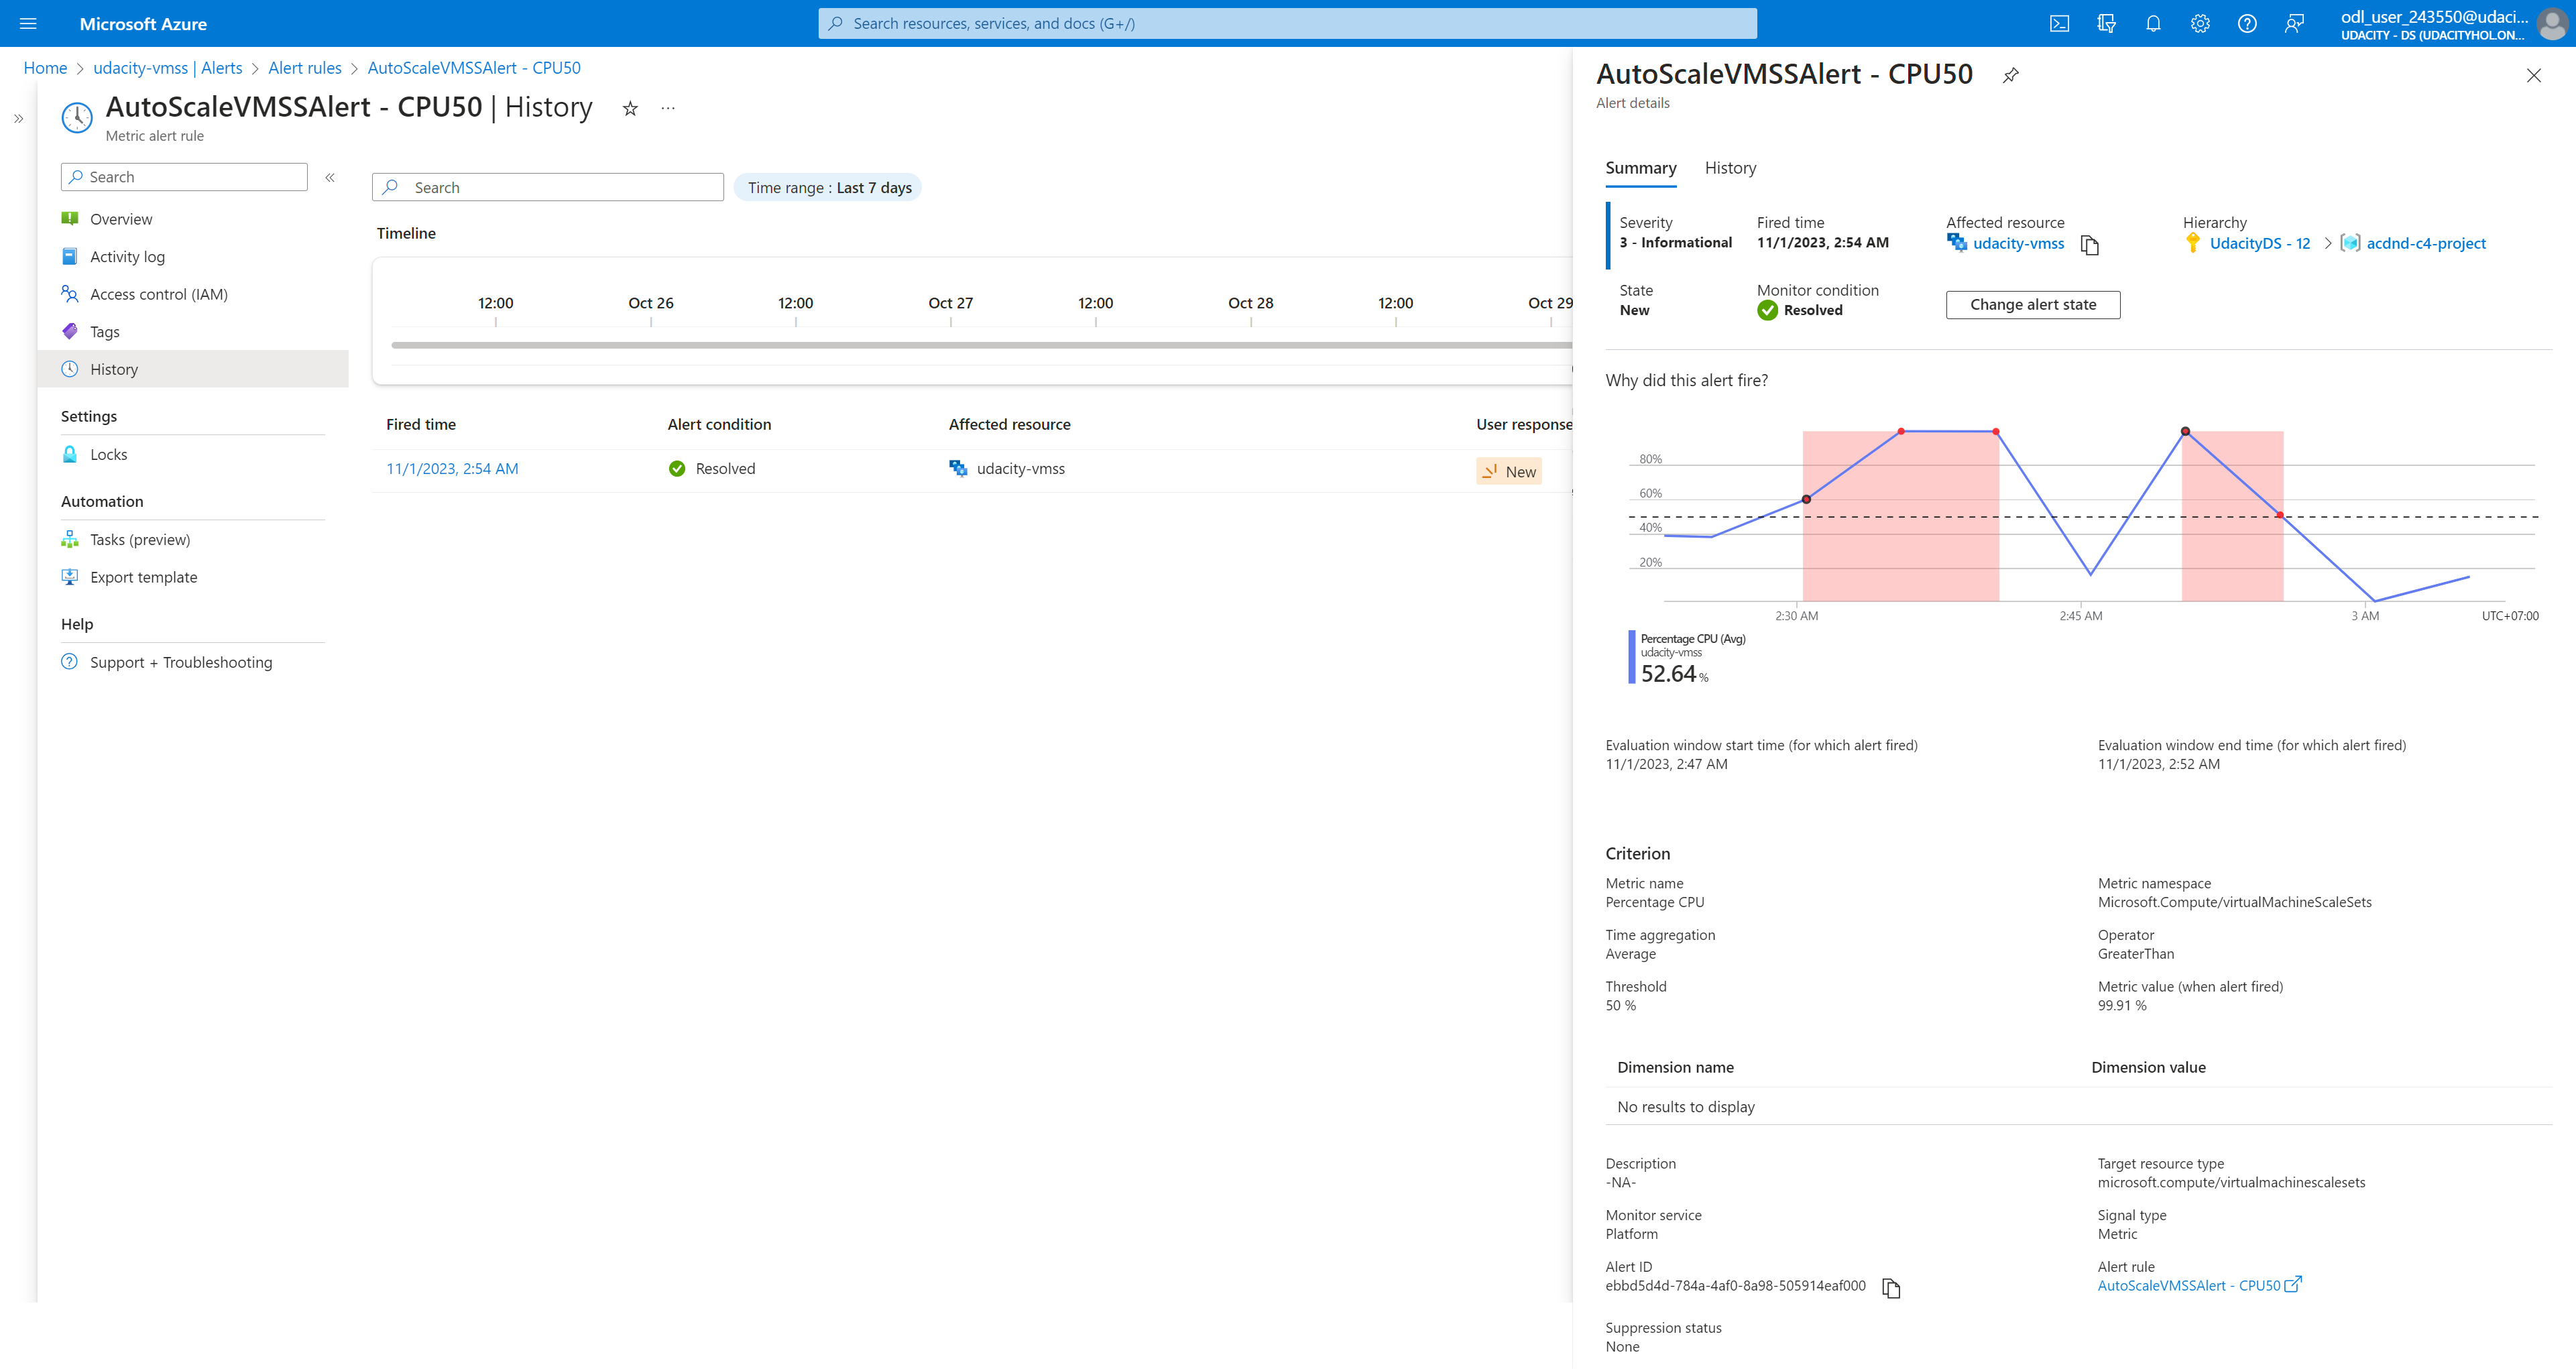 Microsoft Azure
Search resources, services, and docs (G+/)
odl_user_243550@udaci...
UDACITY - DS (UDACITYHOL.ON...
Home > udacity-vmss | Alerts > Alert rules > AutoScaleVMSSAlert - CPU50
AutoScaleVMSSAlert - CPU50 | History
Metric alert rule
Search
Overview
Activity log
Access control (IAM)
Tags
History
Settings
Locks
Automation
Tasks (preview)
Export template
Help
Support + Troubleshooting
Search
Time range : Last 7 days
Timeline
12:00 Oct 26 12:00 Oct 27 12:00 Oct 28 12:00 Oct 29
Fired time Alert condition Affected resource User response
11/1/2023, 2:54 AM Resolved udacity-vmss New
AutoScaleVMSSAlert - CPU50
Alert details
Summary History
Severity Fired time Affected resource Hierarchy
3 - Informational 11/1/2023, 2:54 AM udacity-vmss UdacityDS - 12 > acdnd-c4-project
State Monitor condition
New Resolved Change alert state
Why did this alert fire?
80%
60%
40%
20%
2:30 AM 2:45 AM 3 AM UTC+07:00
Percentage CPU (Avg)
udacity-vmss
52.64 %
Evaluation window start time (for which alert fired) Evaluation window end time (for which alert fired)
11/1/2023, 2:47 AM 11/1/2023, 2:52 AM
Criterion
Metric name Metric namespace
Percentage CPU Microsoft.Compute/virtualMachineScaleSets
Time aggregation Operator
Average GreaterThan
Threshold Metric value (when alert fired)
50 % 99.91 %
Dimension name Dimension value
No results to display
Description Target resource type
-NA- microsoft.compute/virtualmachinescalesets
Monitor service Signal type
Platform Metric
Alert ID Alert rule
ebbd5d4d-784a-4af0-8a98-505914eaf000 AutoScaleVMSSAlert - CPU50
Suppression status
None